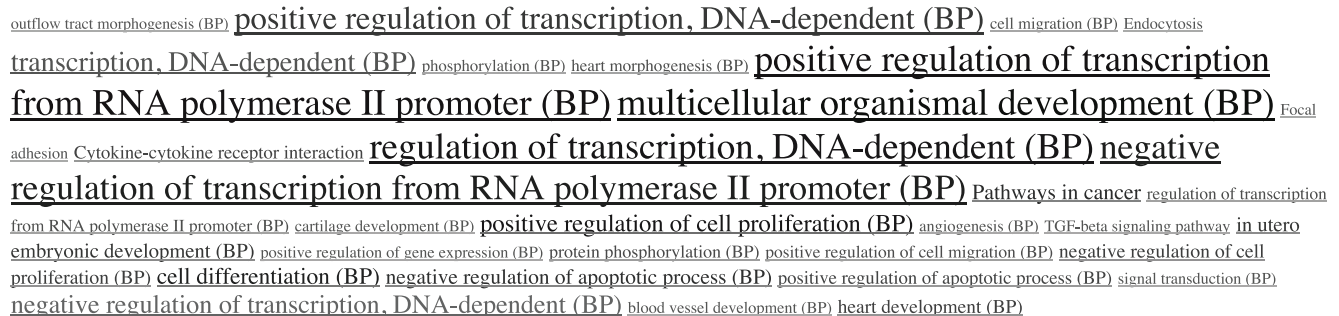 outflow tract morphogenesis (BP) positive regulation of transcription, DNA-dependent (BP) cell migration (BP) Endocytosis
transcription, DNA-dependent (BP) phosphorylation (BP) heart morphogenesis (BP) positive regulation of transcription
from RNA polymerase II promoter (BP) multicellular organismal development (BP) Focal
adhesion Cytokine-cytokine receptor interaction regulation of transcription, DNA-dependent (BP) negative
regulation of transcription from RNA polymerase II promoter (BP) Pathways in cancer regulation of transcription
from RNA polymerase II promoter (BP) cartilage development (BP) positive regulation of cell proliferation (BP) angiogenesis (BP) TGF-beta signaling pathway in utero
embryonic development (BP) positive regulation of gene expression (BP) protein phosphorylation (BP) positive regulation of cell migration (BP) negative regulation of cell
proliferation (BP) cell differentiation (BP) negative regulation of apoptotic process (BP) positive regulation of apoptotic process (BP) signal transduction (BP)
negative regulation of transcription, DNA-dependent (BP) blood vessel development (BP) heart development (BP)